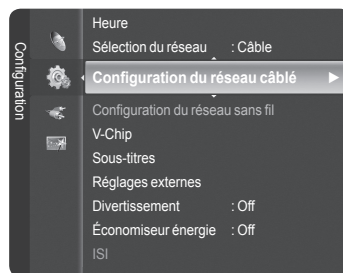 Configuration
Heure
Sélection du réseau : Câble
Configuration du réseau câblé
Configuration du réseau sans fil
V-Chip
Sous-titres
Réglages externes
Divertissement : Off
Économiseur énergie : Off
ISI